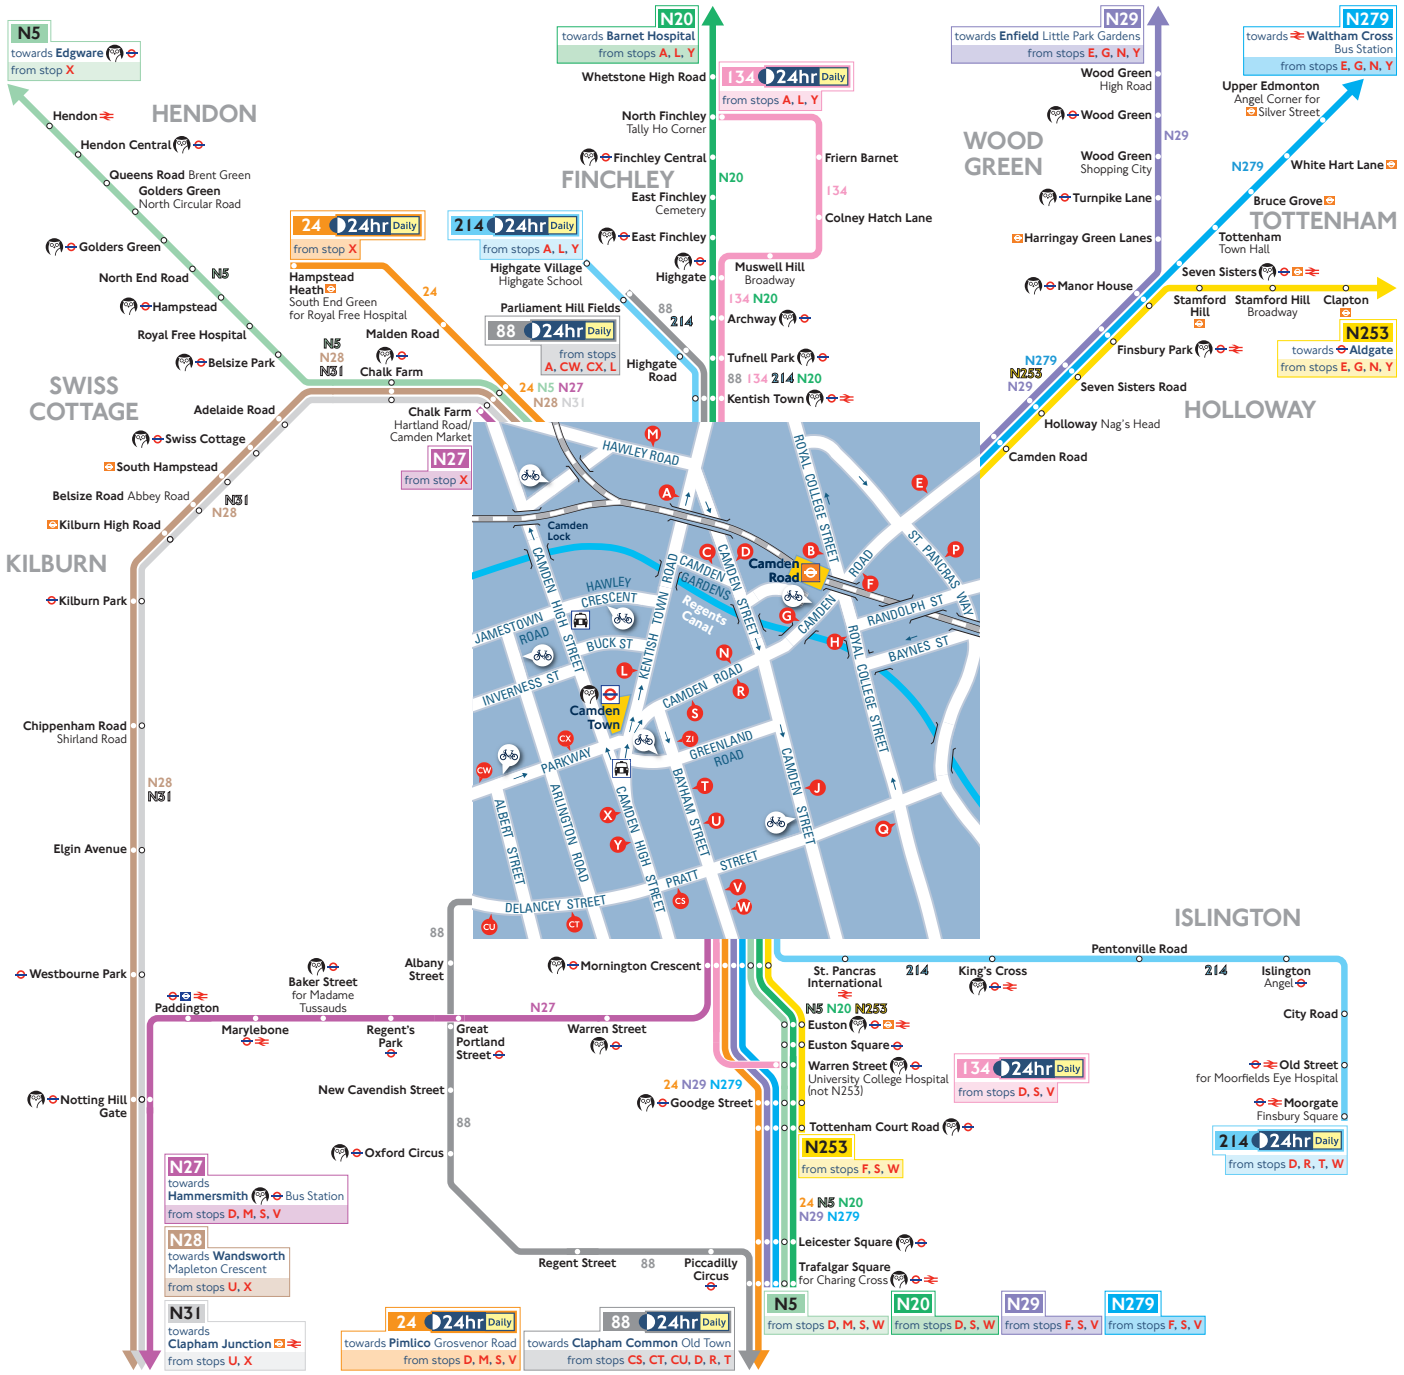 N5
towards Edgware
from stop X
N20
towards Barnet Hospital
from stops A, L, Y
N29
towards Enfield Little Park Gardens
from stops E, G, N, Y
N279
towards Waltham Cross
Bus Station
from stops E, G, N, Y
Hendon
HENDON
Hendon Central
Queens Road Brent Green
Golders Green
North Circular Road
Golders Green
North End Road
N5
Hampstead
Royal Free Hospital
Belsize Park
Whetstone High Road
134 24hr Daily
from stops A, L, Y
North Finchley
Tally Ho Corner
Finchley Central
FINCHLEY
N20
East Finchley
Cemetery
East Finchley
Highgate
Friern Barnet
134
Colney Hatch Lane
Muswell Hill
Broadway
134 N20
Archway
Tufnell Park
88 134 214 N20
Kentish Town
24 24hr Daily
from stop X
Hampstead
Heath
South End Green
for Royal Free Hospital
24
Malden Road
214 24hr Daily
from stops A, L, Y
Highgate Village
Highgate School
Parliament Hill Fields
88 24hr Daily
from stops
A, CW, CX, L
88
214
Highgate
Road
Wood Green
High Road
WOOD
GREEN
Wood Green
N29
Wood Green
Shopping City
Turnpike Lane
Harringay Green Lanes
Manor House
Upper Edmonton
Angel Corner for
Silver Street
N279
White Hart Lane
Bruce Grove
TOTTENHAM
Tottenham
Town Hall
Seven Sisters
Stamford
Hill
Stamford Hill
Broadway
Clapton
N253
towards Aldgate
from stops E, G, N, Y
Finsbury Park
N279
N253
N29
Seven Sisters Road
HOLLOWAY
Holloway Nag's Head
Camden Road
N5
N28
N31
Chalk Farm
24 N5 N27
N28 N31
Chalk Farm
Hartland Road/
Camden Market
N27
from stop X
SWISS
COTTAGE
Adelaide Road
Swiss Cottage
South Hampstead
Belsize Road Abbey Road
N31
N28
Kilburn High Road
KILBURN
Kilburn Park
Chippenham Road
Shirland Road
N28
N31
Elgin Avenue
Westbourne Park
M
HAWLEY ROAD
ROYAL COLLEGE STREET
A
E
Camden
Lock
C
D
B
P
ST. PANCRAS WAY
Camden
Road
CAMDEN ROAD
F
CAMDEN HIGH STREET
HAWLEY
CRESCENT
CAMDEN
GARDENS
CAMDEN STREET
Regents
Canal
G
H
RANDOLPH ST
BAYNES ST
JAMESTOWN
ROAD
BUCK ST
KENTISH TOWN ROAD
INVERNESS ST
L
N
R
CAMDEN ROAD
ROYAL COLLEGE STREET
Camden
Town
S
CX
ZI
GREENLAND
ROAD
CW
PARKWAY
T
J
ALBERT STREET
ARLINGTON ROAD
CAMDEN HIGH STREET
BAYHAM STREET
CAMDEN STREET
X
U
Y
Q
PRATT STREET
V
W
CS
DELANCEY STREET
CU
CT
88
Albany
Street
Mornington Crescent
ISLINGTON
Pentonville Road
St. Pancras
International
214
King's Cross
214
Islington
Angel
City Road
Old Street
for Moorfields Eye Hospital
Moorgate
Finsbury Square
214 24hr Daily
from stops D, R, T, W
Paddington
Baker Street
for Madame
Tussauds
Marylebone
Regent's
Park
Great
Portland
Street
N27
Warren Street
N5 N20 N253
Euston
Euston Square
Warren Street
University College Hospital
(not N253)
134 24hr Daily
from stops D, S, V
24 N29 N279
Goodge Street
Tottenham Court Road
N253
from stops F, S, W
24 N5 N20
N29 N279
New Cavendish Street
88
Oxford Circus
Notting Hill
Gate
N27
towards
Hammersmith Bus Station
from stops D, M, S, V
N28
towards Wandsworth
Mapleton Crescent
from stops U, X
N31
towards
Clapham Junction
from stops U, X
Regent Street
88
Piccadilly
Circus
Leicester Square
Trafalgar Square
for Charing Cross
24 24hr Daily
towards Pimlico Grosvenor Road
from stops D, M, S, V
88 24hr Daily
towards Clapham Common Old Town
from stops CS, CT, CU, D, R, T
N5
from stops D, M, S, W
N20
from stops D, S, W
N29
from stops F, S, V
N279
from stops F, S, V